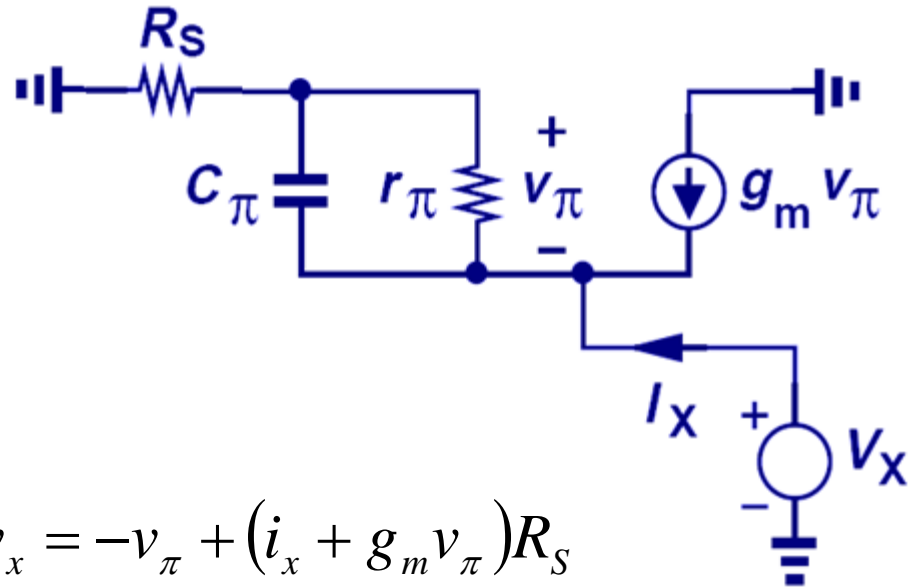 R_S
C_π r_π + v_π − g_m v_π
I_X + V_X −
v_x = −v_π + (i_x + g_m v_π)R_S